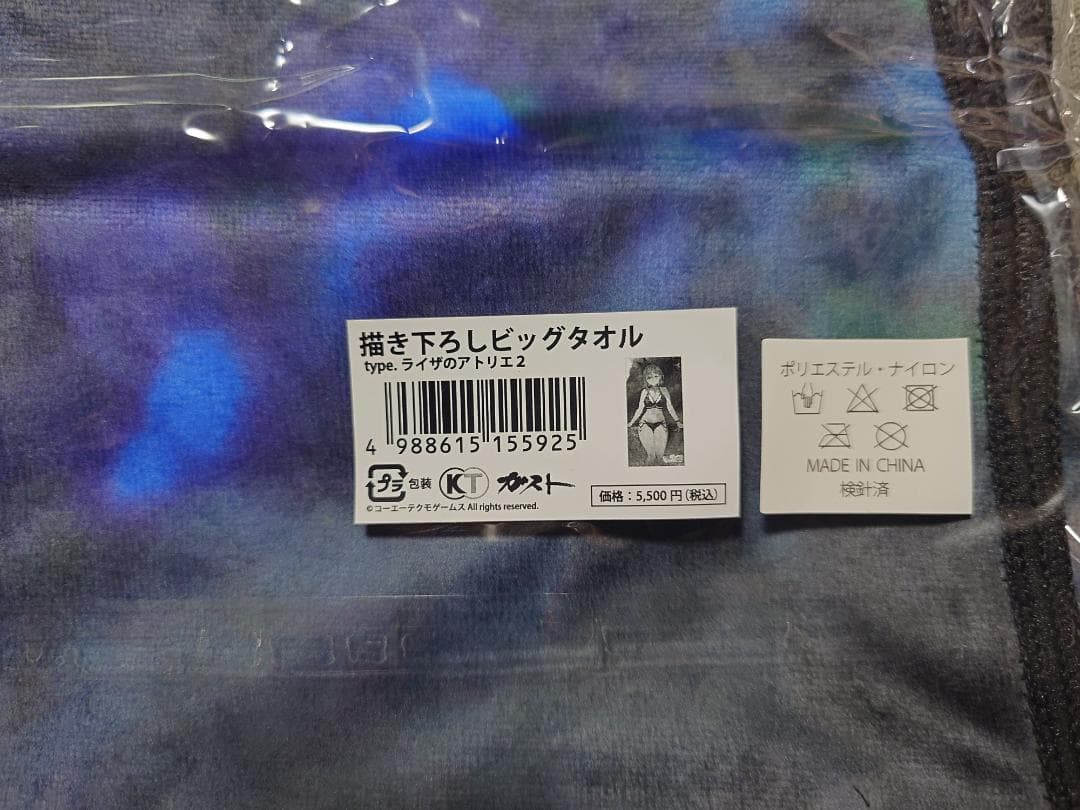 描き下ろしビッグタオル
type. ライザのアトリエ2
4 988615 155925
プラ 包装 KT ガスト
価格：5,500円（税込）
©コーエーテクモゲームス All rights reserved.
ポリエステル・ナイロン
MADE IN CHINA
検針済